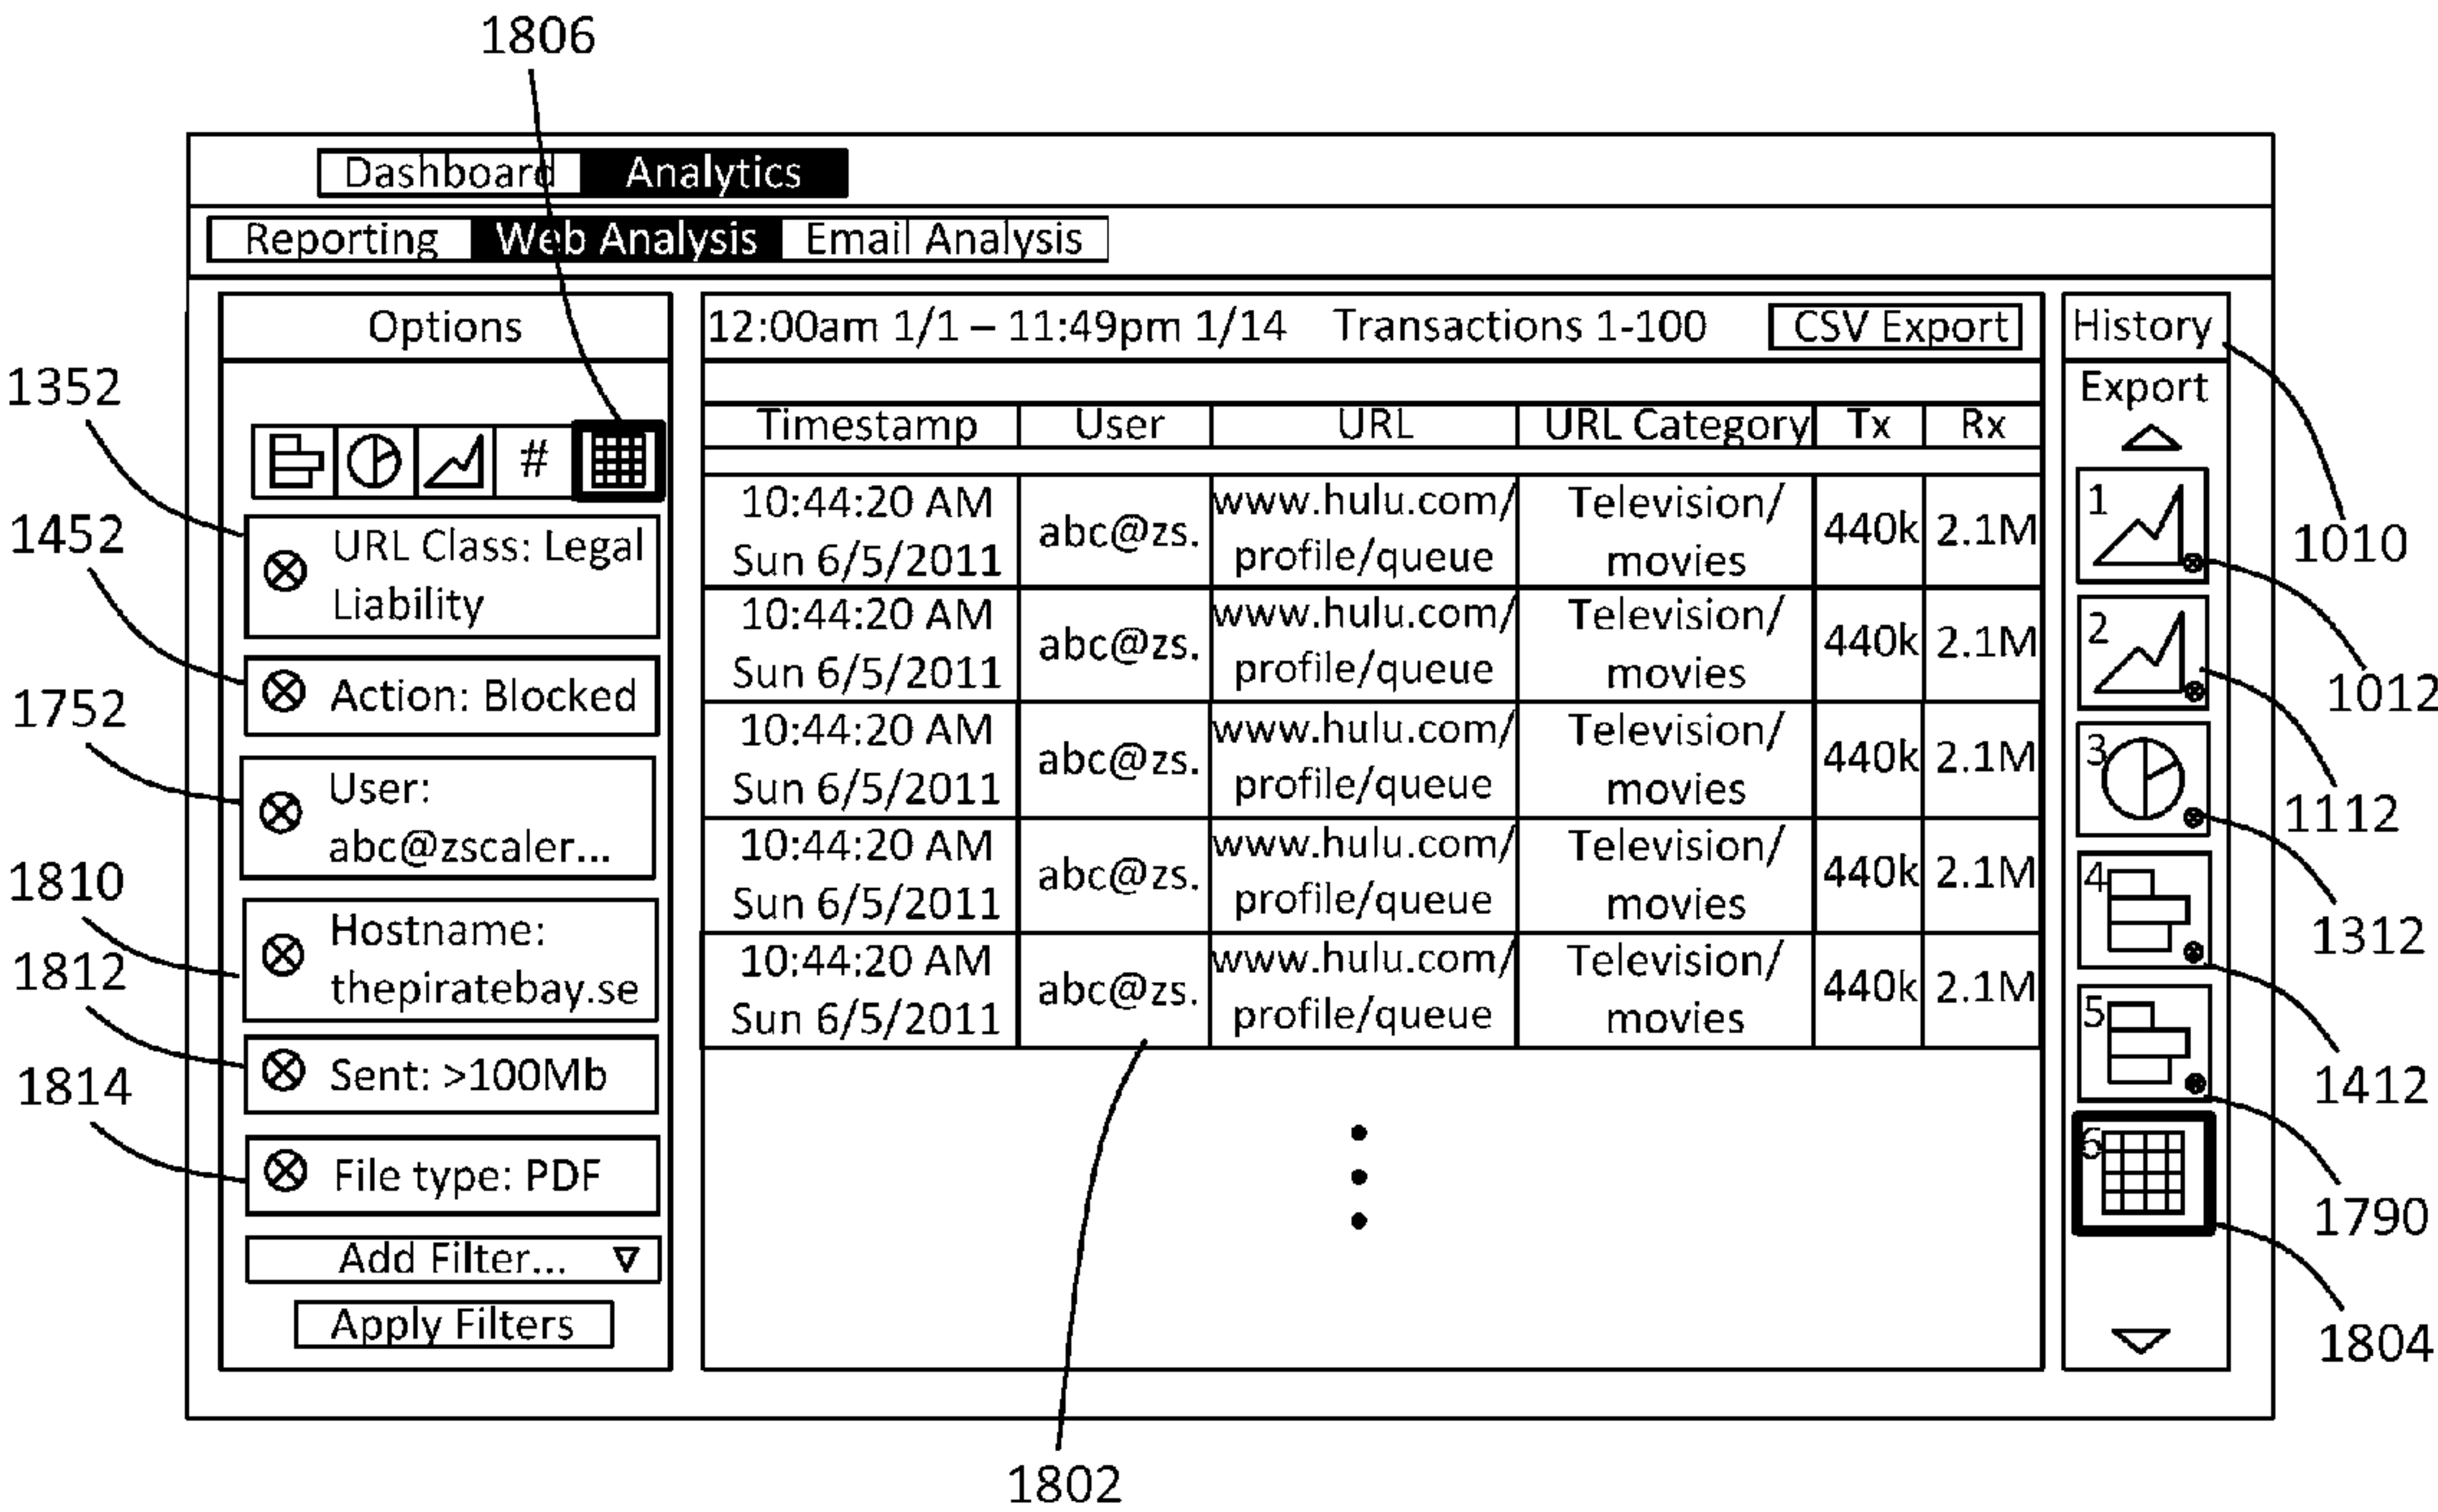 1806
Dashboard Analytics
Reporting Web Analysis Email Analysis
Options
12:00am 1/1 – 11:49pm 1/14 Transactions 1-100 CSV Export
History
Export
1352
1452
1752
1810
1812
1814
#
URL Class: Legal
Liability
Action: Blocked
User:
abc@zscaler...
Hostname:
thepiratebay.se
Sent: >100Mb
File type: PDF
Add Filter...
Apply Filters
Timestamp User URL URL Category Tx Rx
10:44:20 AM
Sun 6/5/2011
abc@zs.
www.hulu.com/
profile/queue
Television/
movies
440k 2.1M
10:44:20 AM
Sun 6/5/2011
abc@zs.
www.hulu.com/
profile/queue
Television/
movies
440k 2.1M
10:44:20 AM
Sun 6/5/2011
abc@zs.
www.hulu.com/
profile/queue
Television/
movies
440k 2.1M
10:44:20 AM
Sun 6/5/2011
abc@zs.
www.hulu.com/
profile/queue
Television/
movies
440k 2.1M
10:44:20 AM
Sun 6/5/2011
abc@zs.
www.hulu.com/
profile/queue
Television/
movies
440k 2.1M
1
2
3
4
5
6
1010
1012
1112
1312
1412
1790
1804
1802